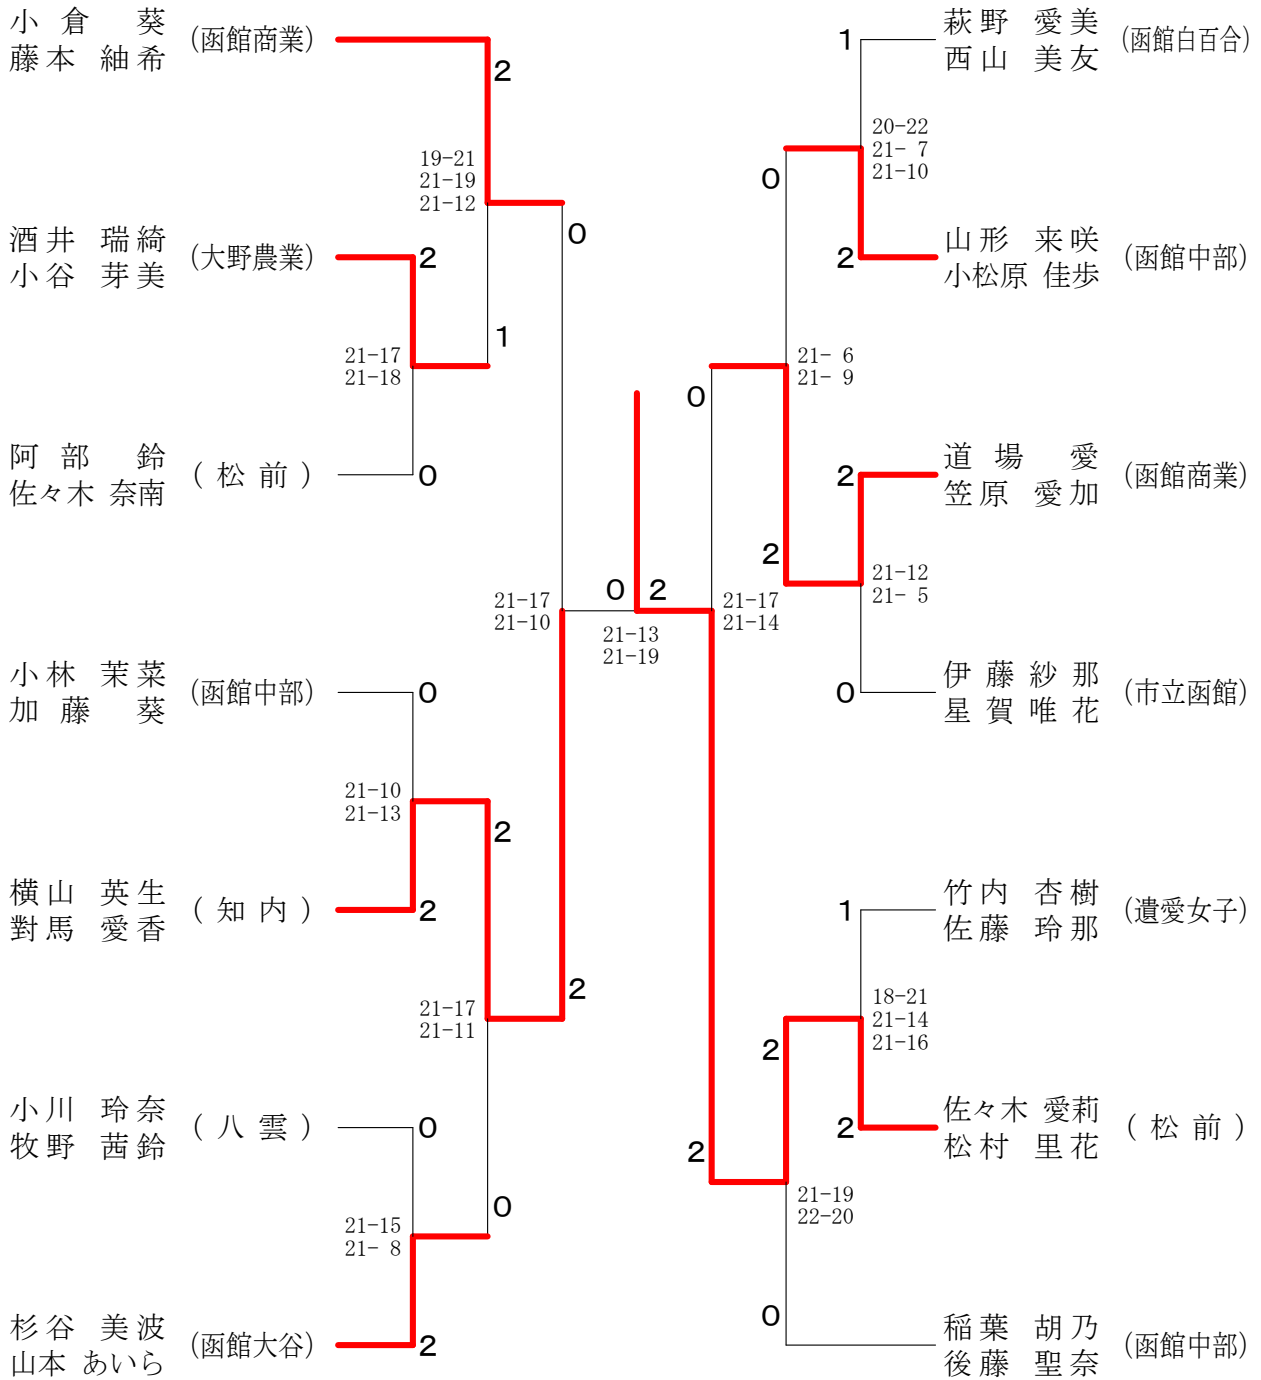 小倉 葵
藤本 紬希
(函館商業)
2
19-21
21-19
21-12
0
酒井 瑞綺
小谷 芽美
(大野農業)
2
1
21-17
21-18
阿部 鈴
佐々木 奈南
(松前)
0
21-17
21-10
小林 茉菜
加藤 葵
(函館中部)
0
21-10
21-13
2
横山 英生
對馬 愛香
(知内)
2
2
21-17
21-11
小川 玲奈
牧野 茜鈴
(八雲)
0
0
21-15
21- 8
杉谷 美波
山本 あいら
(函館大谷)
2
0
2
21-13
21-19
1
萩野 愛美
西山 美友
(函館白百合)
20-22
21- 7
21-10
0
2
山形 来咲
小松原 佳歩
(函館中部)
21- 6
21- 9
0
2
道場 愛
笠原 愛加
(函館商業)
2
21-12
21- 5
21-17
21-14
0
伊藤 紗那
星賀 唯花
(市立函館)
1
竹内 杏樹
佐藤 玲那
(遺愛女子)
18-21
21-14
21-16
2
2
佐々木 愛莉
松村 里花
(松前)
2
21-19
22-20
0
稲葉 胡乃
後藤 聖奈
(函館中部)